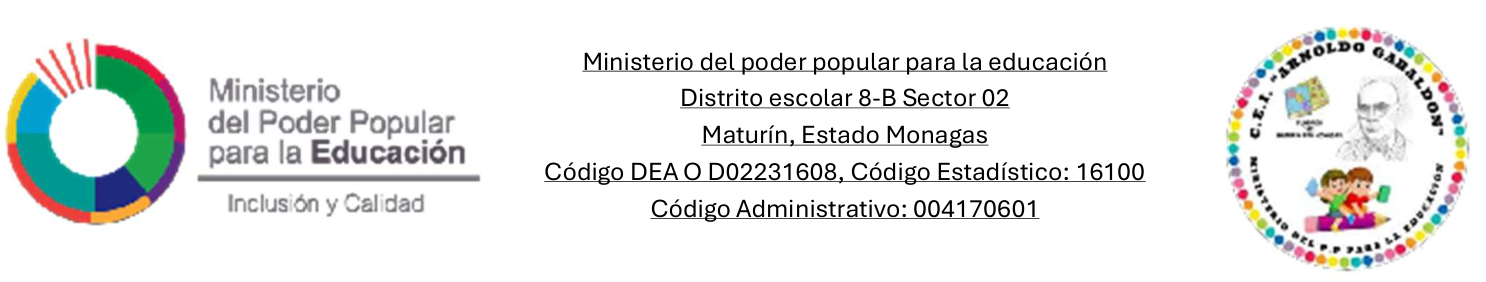 Ministerio
del Poder Popular
para la Educación
Inclusión y Calidad
Ministerio del poder popular para la educación
Distrito escolar 8-B Sector 02
Maturín, Estado Monagas
Código DEA O D02231608, Código Estadístico: 16100
Código Administrativo: 004170601
C.E.I. "ARNOLDO GABALDON"
MINISTERIO DEL P.P PARA LA EDUCACIÓN